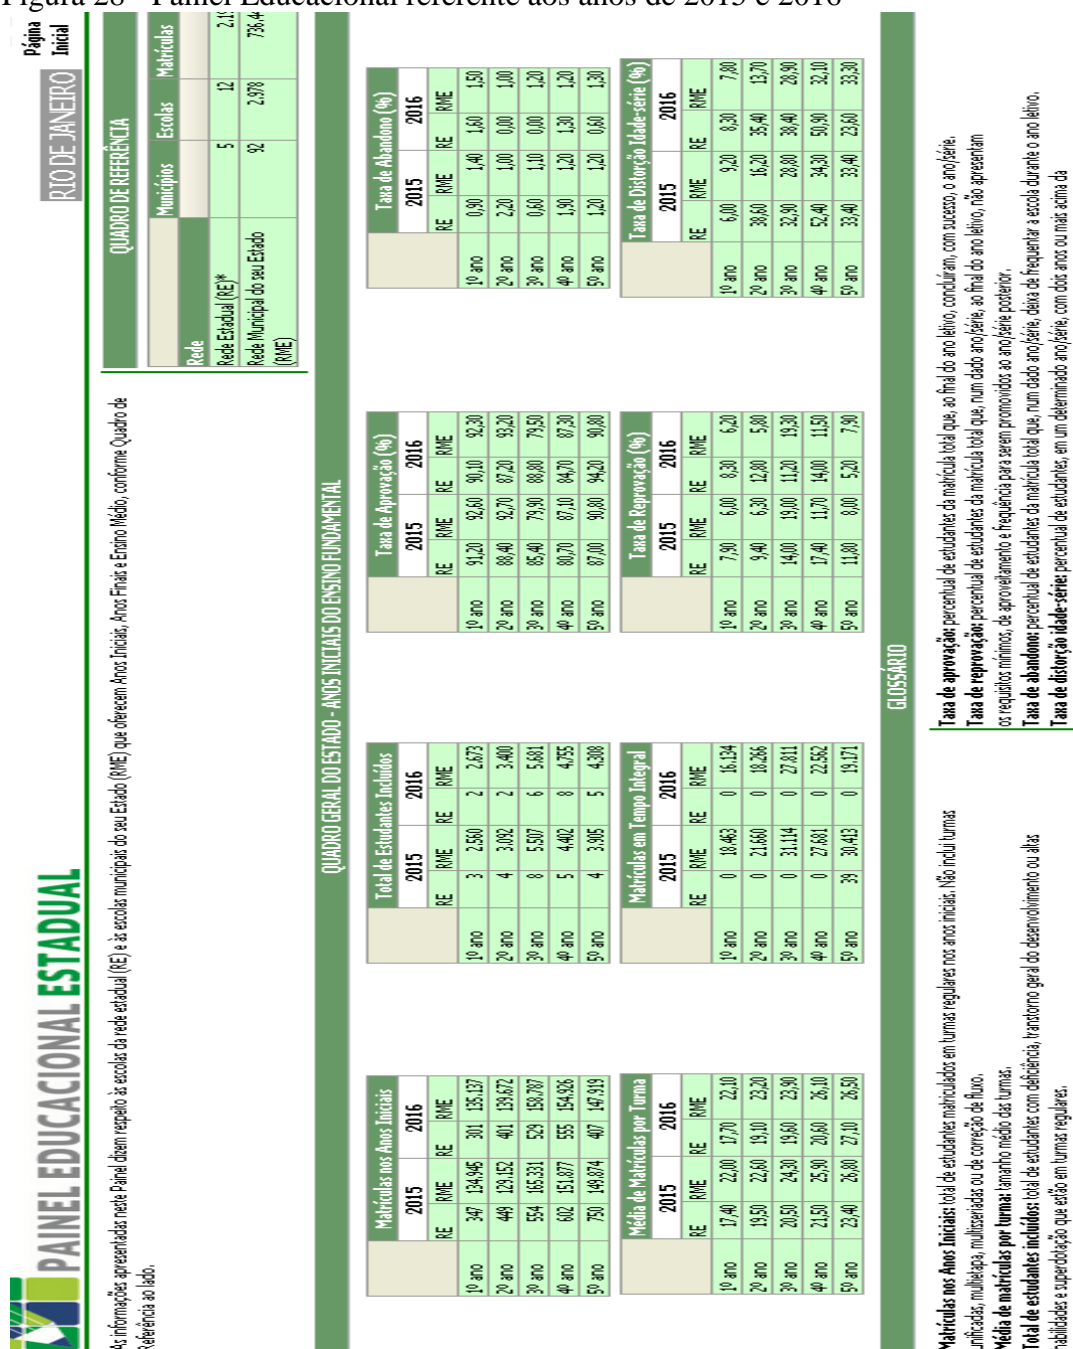 Figura 28 - Painel Educacional referente aos anos de 2015 e 2016
PAINEL EDUCACIONAL ESTADUAL
RIO DE JANEIRO
Página
Inicial
As informações apresentadas neste Painel dizem respeito às escolas da rede estadual (RE) e às escolas municipais do seu Estado (RME) que oferecem Anos Iniciais, Anos Finais e Ensino Médio, conforme Quadro de
Referência ao lado.
QUADRO DE REFERÊNCIA
Municípios Escolas Matrículas
Rede
Rede Estadual (RE)* 5 12
Rede Municipal do seu Estado 92 2.978
(RME)
QUADRO GERAL DO ESTADO - ANOS INICIAIS DO ENSINO FUNDAMENTAL
Matrículas nos Anos Iniciais
2015 2016
RE RME RE RME
1º ano 347 134.945 301 135.137
2º ano 449 129.152 401 139.672
3º ano 554 165.331 529 158.787
4º ano 602 151.077 555 154.926
5º ano 750 149.874 407 147.919
Total de Estudantes Incluídos
2015 2016
RE RME RE RME
1º ano 3 2.560 2 2.673
2º ano 4 3.092 2 3.400
3º ano 8 5.507 6 5.681
4º ano 5 4.402 8 4.755
5º ano 4 3.905 5 4.308
Taxa de Aprovação (%)
2015 2016
RE RME RE RME
1º ano 91,20 92,60 90,10 92,30
2º ano 88,40 92,70 87,20 93,20
3º ano 85,40 79,90 88,80 79,50
4º ano 80,70 87,10 84,70 87,30
5º ano 87,00 90,80 94,20 90,80
Taxa de Abandono (%)
2015 2016
RE RME RE RME
1º ano 0,90 1,40 1,60 1,50
2º ano 2,20 1,00 0,00 1,00
3º ano 0,60 1,10 0,00 1,20
4º ano 1,90 1,20 1,30 1,20
5º ano 1,20 1,20 0,60 1,30
Média de Matrículas por Turma
2015 2016
RE RME RE RME
1º ano 17,40 22,00 17,70 22,10
2º ano 19,50 22,60 19,10 23,20
3º ano 20,50 24,30 19,60 23,90
4º ano 21,50 25,90 20,60 26,10
5º ano 23,40 26,80 27,10 26,50
Matrículas em Tempo Integral
2015 2016
RE RME RE RME
1º ano 0 18.463 0 16.134
2º ano 0 21.660 0 18.266
3º ano 0 31.114 0 27.811
4º ano 0 27.681 0 22.562
5º ano 39 30.413 0 19.171
Taxa de Reprovação (%)
2015 2016
RE RME RE RME
1º ano 7,90 6,00 8,30 6,20
2º ano 9,40 6,30 12,80 5,80
3º ano 14,00 19,00 11,20 19,30
4º ano 17,40 11,70 14,00 11,50
5º ano 11,80 8,00 5,20 7,90
Taxa de Distorção Idade-série (%)
2015 2016
RE RME RE RME
1º ano 6,00 9,20 8,30 7,80
2º ano 38,60 16,20 35,40 13,70
3º ano 32,90 28,80 38,40 28,90
4º ano 52,40 34,30 50,90 32,10
5º ano 33,40 33,40 23,60 33,30
GLOSSÁRIO
Matrículas nos Anos Iniciais: total de estudantes matriculados em turmas regulares nos anos iniciais. Não inclui turmas
unificadas, multietapa, multisseriadas ou de correção de fluxo.
Média de matrículas por turma: tamanho médio das turmas.
Total de estudantes incluídos: total de estudantes com deficiência, transtorno geral do desenvolvimento ou altas
habilidades e superdotação que estão em turmas regulares.
Taxa de aprovação: percentual de estudantes da matrícula total que, ao final do ano letivo, concluíram, com sucesso, o ano/série.
Taxa de reprovação: percentual de estudantes da matrícula total que, num dado ano/série, ao final do ano letivo, não apresentam
os requisitos mínimos, de aproveitamento e frequência para serem promovidos ao ano/série posterior.
Taxa de abandono: percentual de estudantes da matrícula total que, num dado ano/série, deixa de frequentar a escola durante o ano letivo.
Taxa de distorção idade-série: percentual de estudantes, em um determinado ano/série, com dois anos ou mais acima da